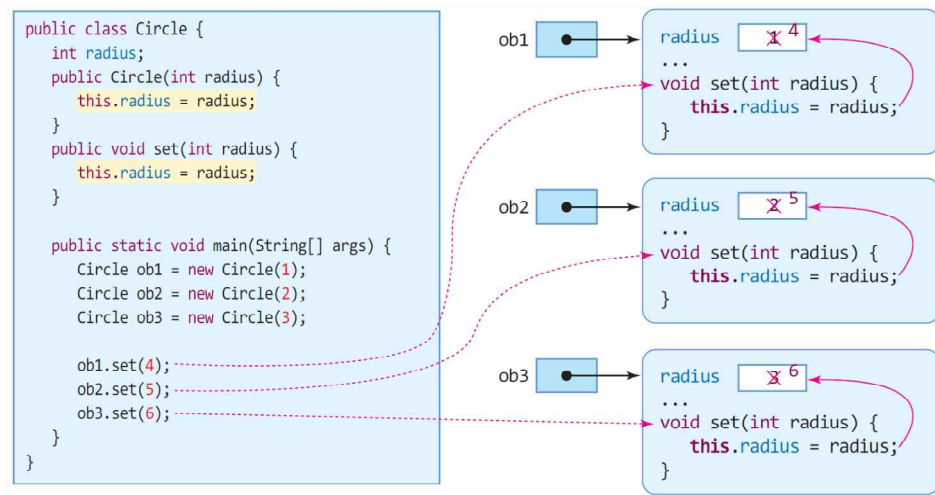 public class Circle {
int radius;
public Circle(int radius) {
this.radius = radius;
}
public void set(int radius) {
this.radius = radius;
}
public static void main(String[] args) {
Circle ob1 = new Circle(1);
Circle ob2 = new Circle(2);
Circle ob3 = new Circle(3);
ob1.set(4);
ob2.set(5);
ob3.set(6);
}
}
ob1
radius 1 4
...
void set(int radius) {
this.radius = radius;
}
ob2
radius 2 5
...
void set(int radius) {
this.radius = radius;
}
ob3
radius 3 6
...
void set(int radius) {
this.radius = radius;
}